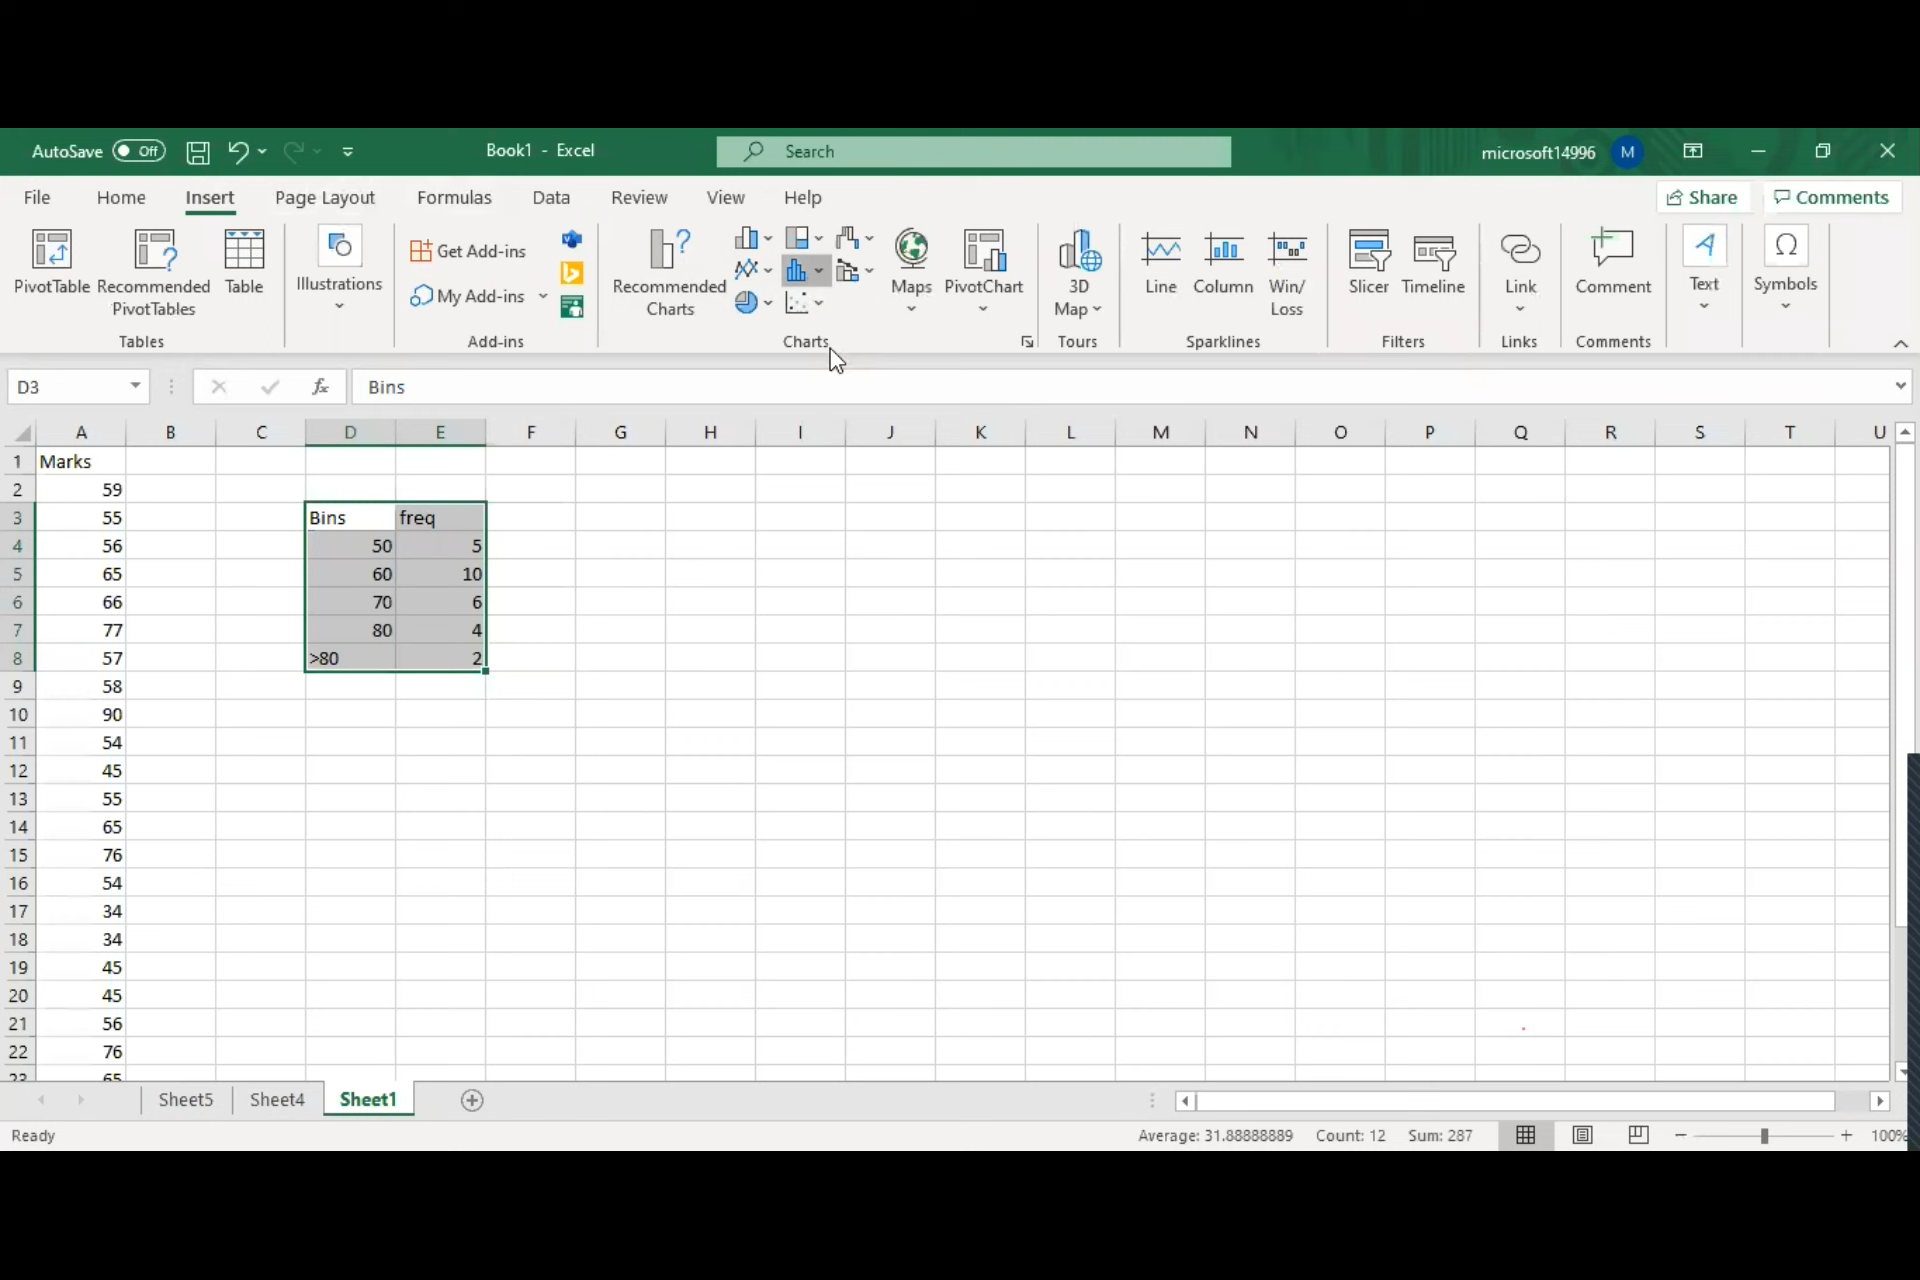 AutoSave Off Book1 - Excel Search microsoft14996 M
File Home Insert Page Layout Formulas Data Review View Help Share Comments
PivotTable Recommended PivotTables Table Illustrations Get Add-ins My Add-ins Recommended Charts Maps PivotChart 3D Map Line Column Win/Loss Slicer Timeline Link Comment Text Symbols
Tables Add-ins Charts Tours Sparklines Filters Links Comments
D3 fx Bins
A B C D E F G H I J K L M N O P Q R S T U
1 Marks
2 59
3 55 Bins freq
4 56 50 5
5 65 60 10
6 66 70 6
7 77 80 4
8 57 >80 2
9 58
10 90
11 54
12 45
13 55
14 65
15 76
16 54
17 34
18 34
19 45
20 45
21 56
22 76
23 65
Sheet5 Sheet4 Sheet1
Ready Average: 31.88888889 Count: 12 Sum: 287 100%